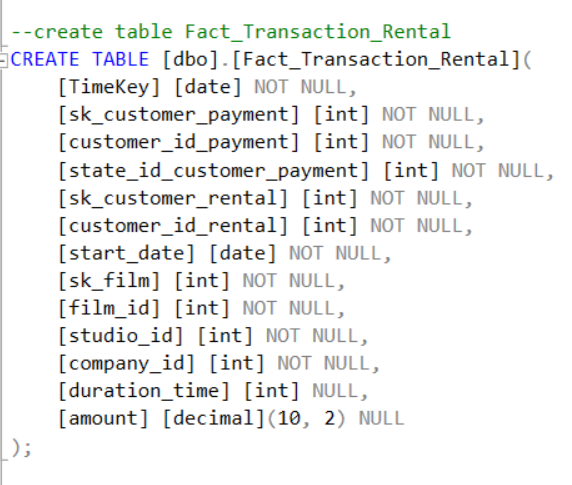 --create table Fact_Transaction_Rental
CREATE TABLE [dbo].[Fact_Transaction_Rental](
[TimeKey] [date] NOT NULL,
[sk_customer_payment] [int] NOT NULL,
[customer_id_payment] [int] NOT NULL,
[state_id_customer_payment] [int] NOT NULL,
[sk_customer_rental] [int] NOT NULL,
[customer_id_rental] [int] NOT NULL,
[start_date] [date] NOT NULL,
[sk_film] [int] NOT NULL,
[film_id] [int] NOT NULL,
[studio_id] [int] NOT NULL,
[company_id] [int] NOT NULL,
[duration_time] [int] NULL,
[amount] [decimal](10, 2) NULL
);